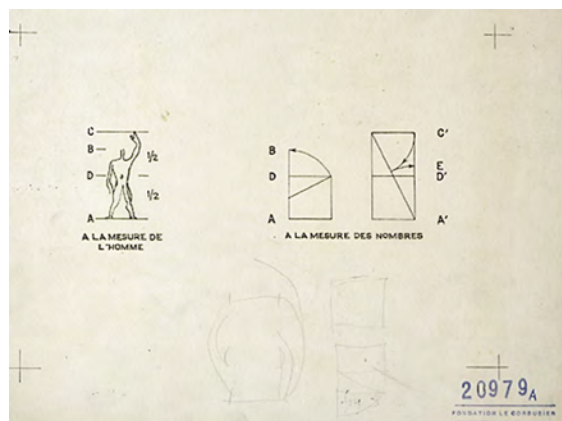 C
B
D
A
1/2
1/2
A LA MESURE DE
L'HOMME
B
D
A
C'
E
D'
A'
A LA MESURE DES NOMBRES
20979A
FONDATION LE CORBUSIER